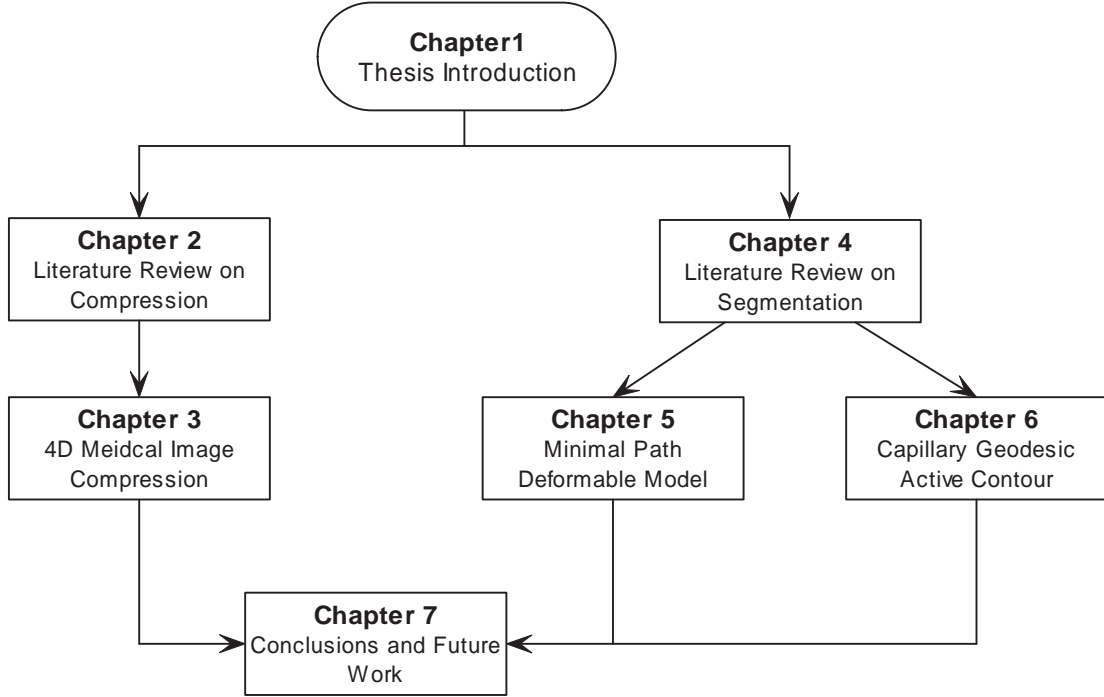 Chapter1
Thesis Introduction
Chapter 2
Literature Review on
Compression
Chapter 4
Literature Review on
Segmentation
Chapter 3
4D Meidcal Image
Compression
Chapter 5
Minimal Path
Deformable Model
Chapter 6
Capillary Geodesic
Active Contour
Chapter 7
Conclusions and Future
Work